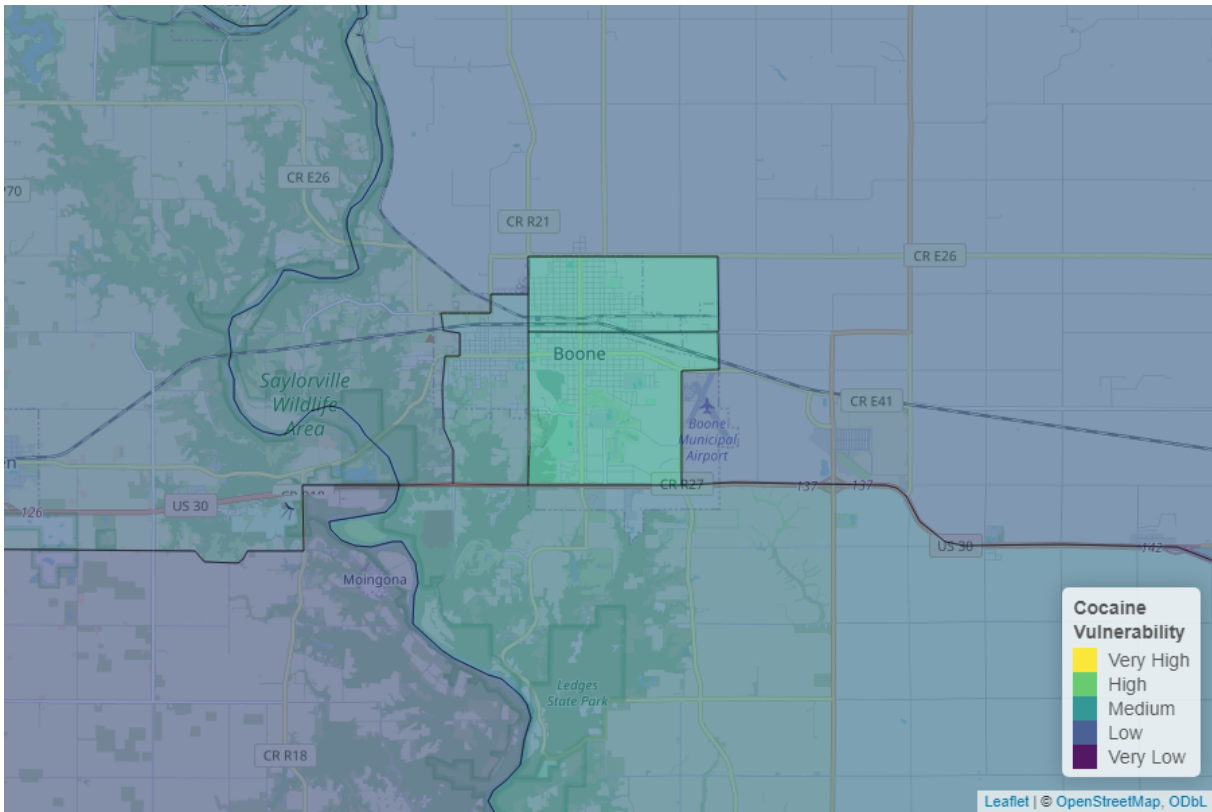 CR E26
P70
CR R21
CR E26
Boone
Saylorville
Wildlife
Area
CR E41
Boone
Municipal
Airport
n
CR R27
137
137
US 30
126
US 30
142
Moingona
Ledges
State Park
CR R18
Cocaine
Vulnerability
Very High
High
Medium
Low
Very Low
Leaflet | © OpenStreetMap, ODbL